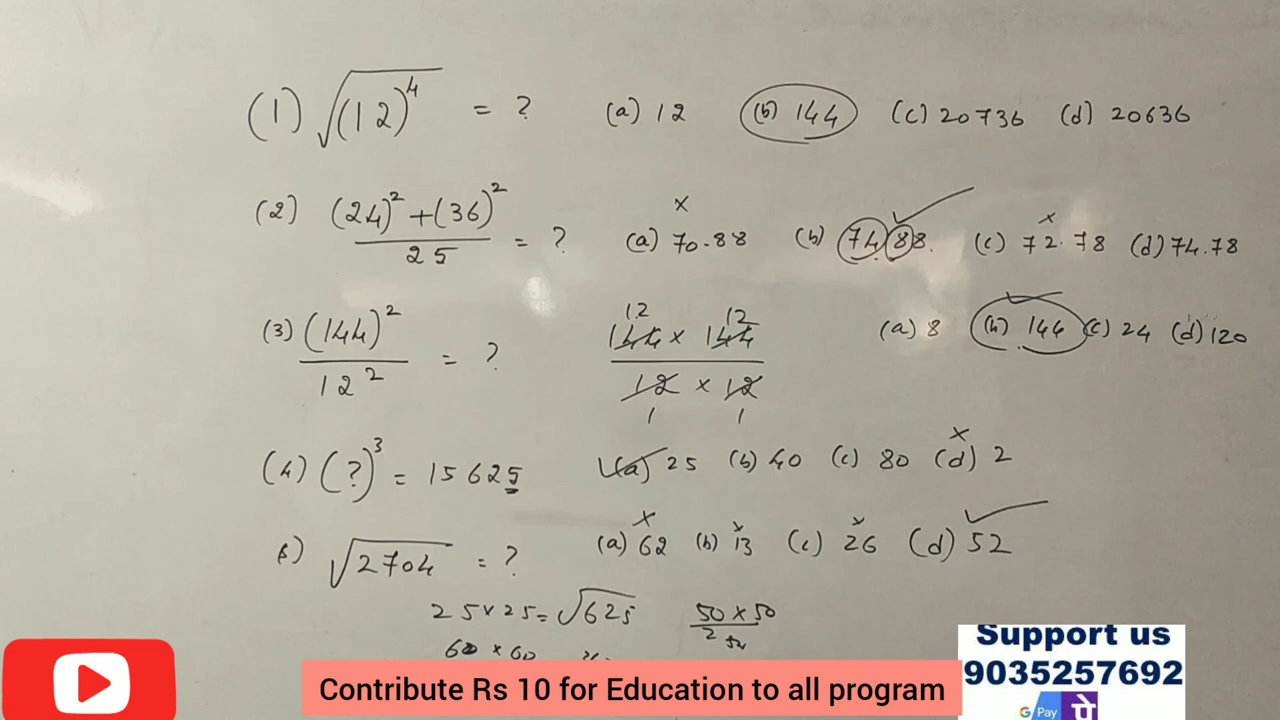 (1) √(12)⁴ = ? (a) 12 (b) 144 (c) 20736 (d) 20636
(2) (24)² + (36)² / 25 = ? (a) 70.88 (b) 74.88. (c) 72.78 (d) 74.78
(3) (144)² / 12² = ? 144 × 144 / 12 × 12 12 12 1 1 (a) 8 (b) 144 (c) 24 (d) 120
(4) (?)³ = 15625 (a) 25 (b) 40 (c) 80 (d) 2
√2704 = ? (a) 62 (b) 13 (c) 26 (d) 52
25 × 25 = √625 50 × 50
60 × 60
Support us
9035257692
Contribute Rs 10 for Education to all program
G Pay